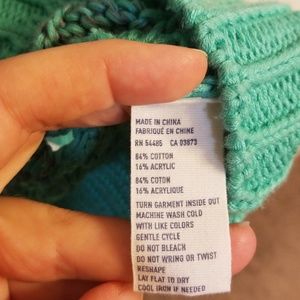 MADE IN CHINA
FABRIQUÉ EN CHINE
RN 54485 CA 03873
84% COTTON
16% ACRYLIC
84% COTON
16% ACRYLIQUE
TURN GARMENT INSIDE OUT
MACHINE WASH COLD
WITH LIKE COLORS
GENTLE CYCLE
DO NOT BLEACH
DO NOT WRING OR TWIST
RESHAPE
LAY FLAT TO DRY
COOL IRON IF NEEDED